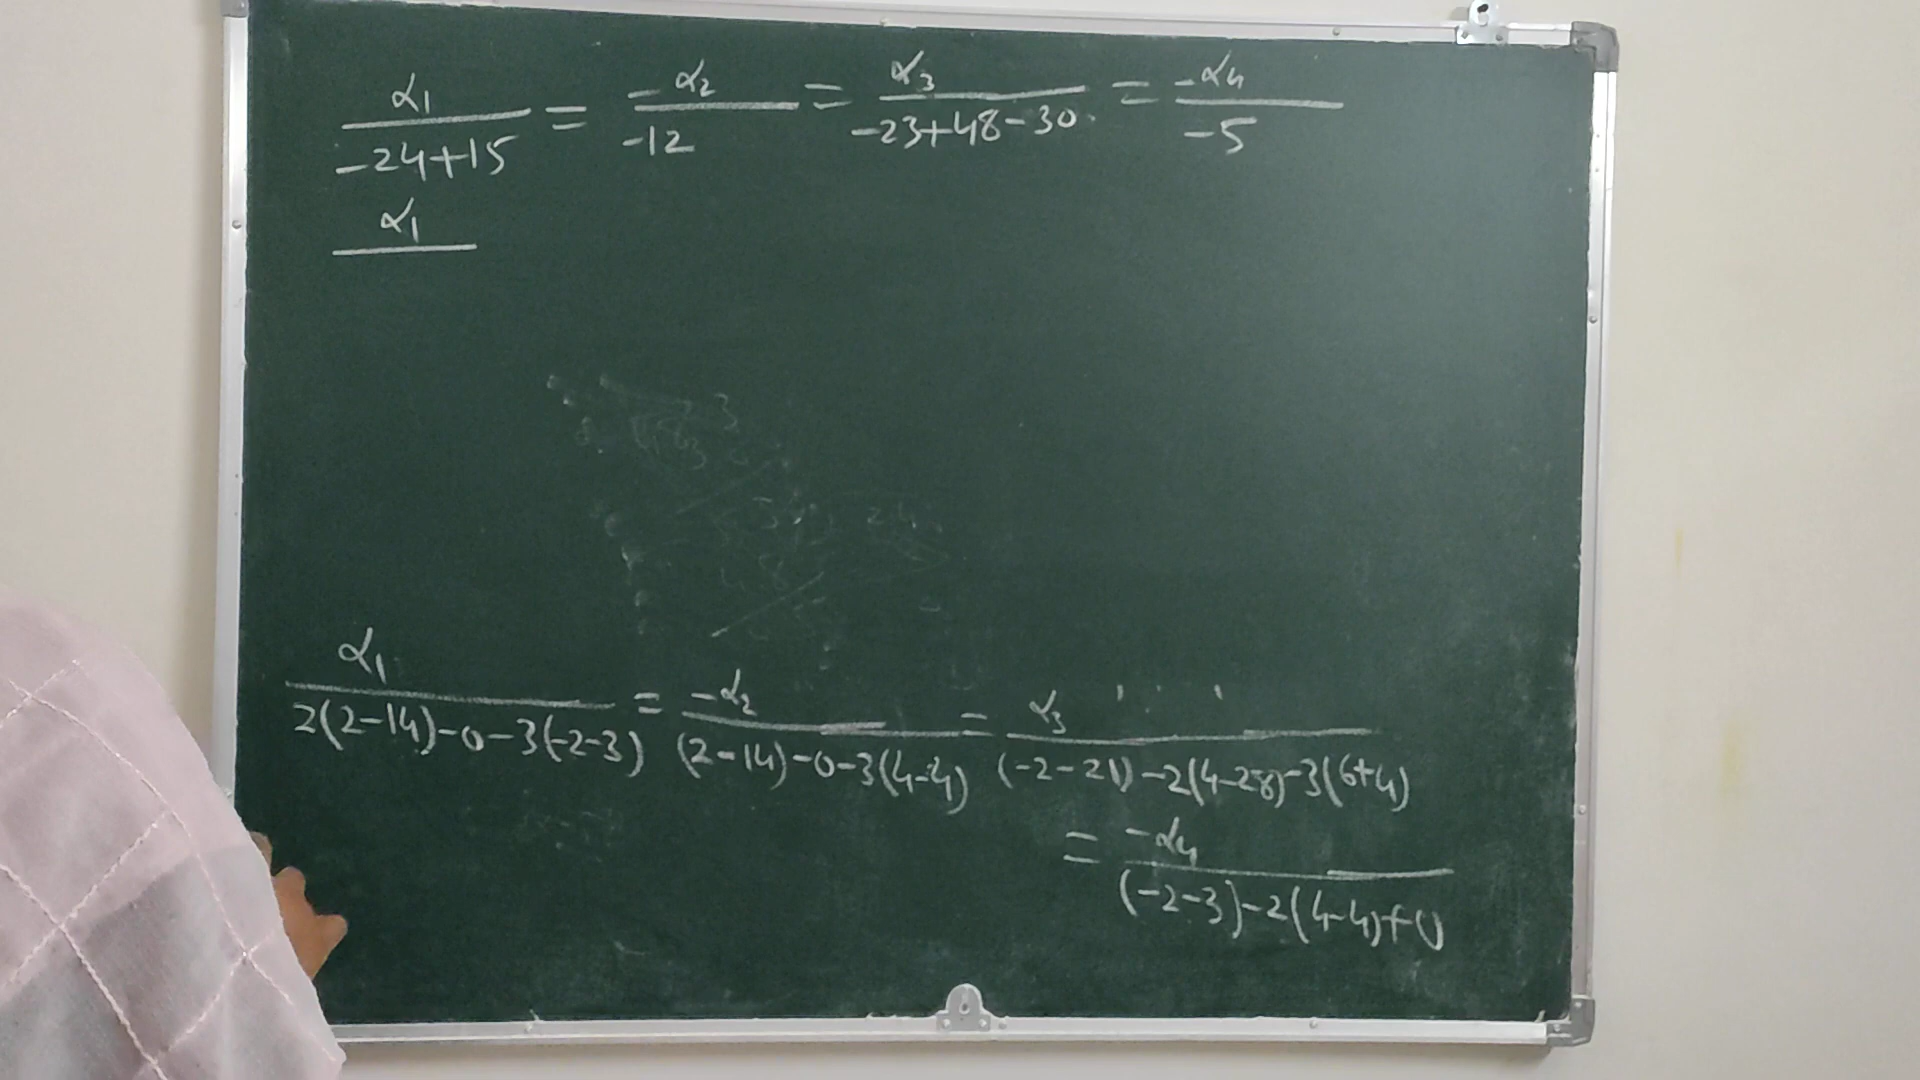 α1 / -24+15 = -α2 / -12 = α3 / -23+48-30 = -α4 / -5
α1
α1 / 2(2-14)-0-3(-2-3) = -α2 / (2-14)-0-3(4-4) = α3 / (-2-21)-2(4-28)-3(6+4)
= -α4 / (-2-3)-2(4-4)+0